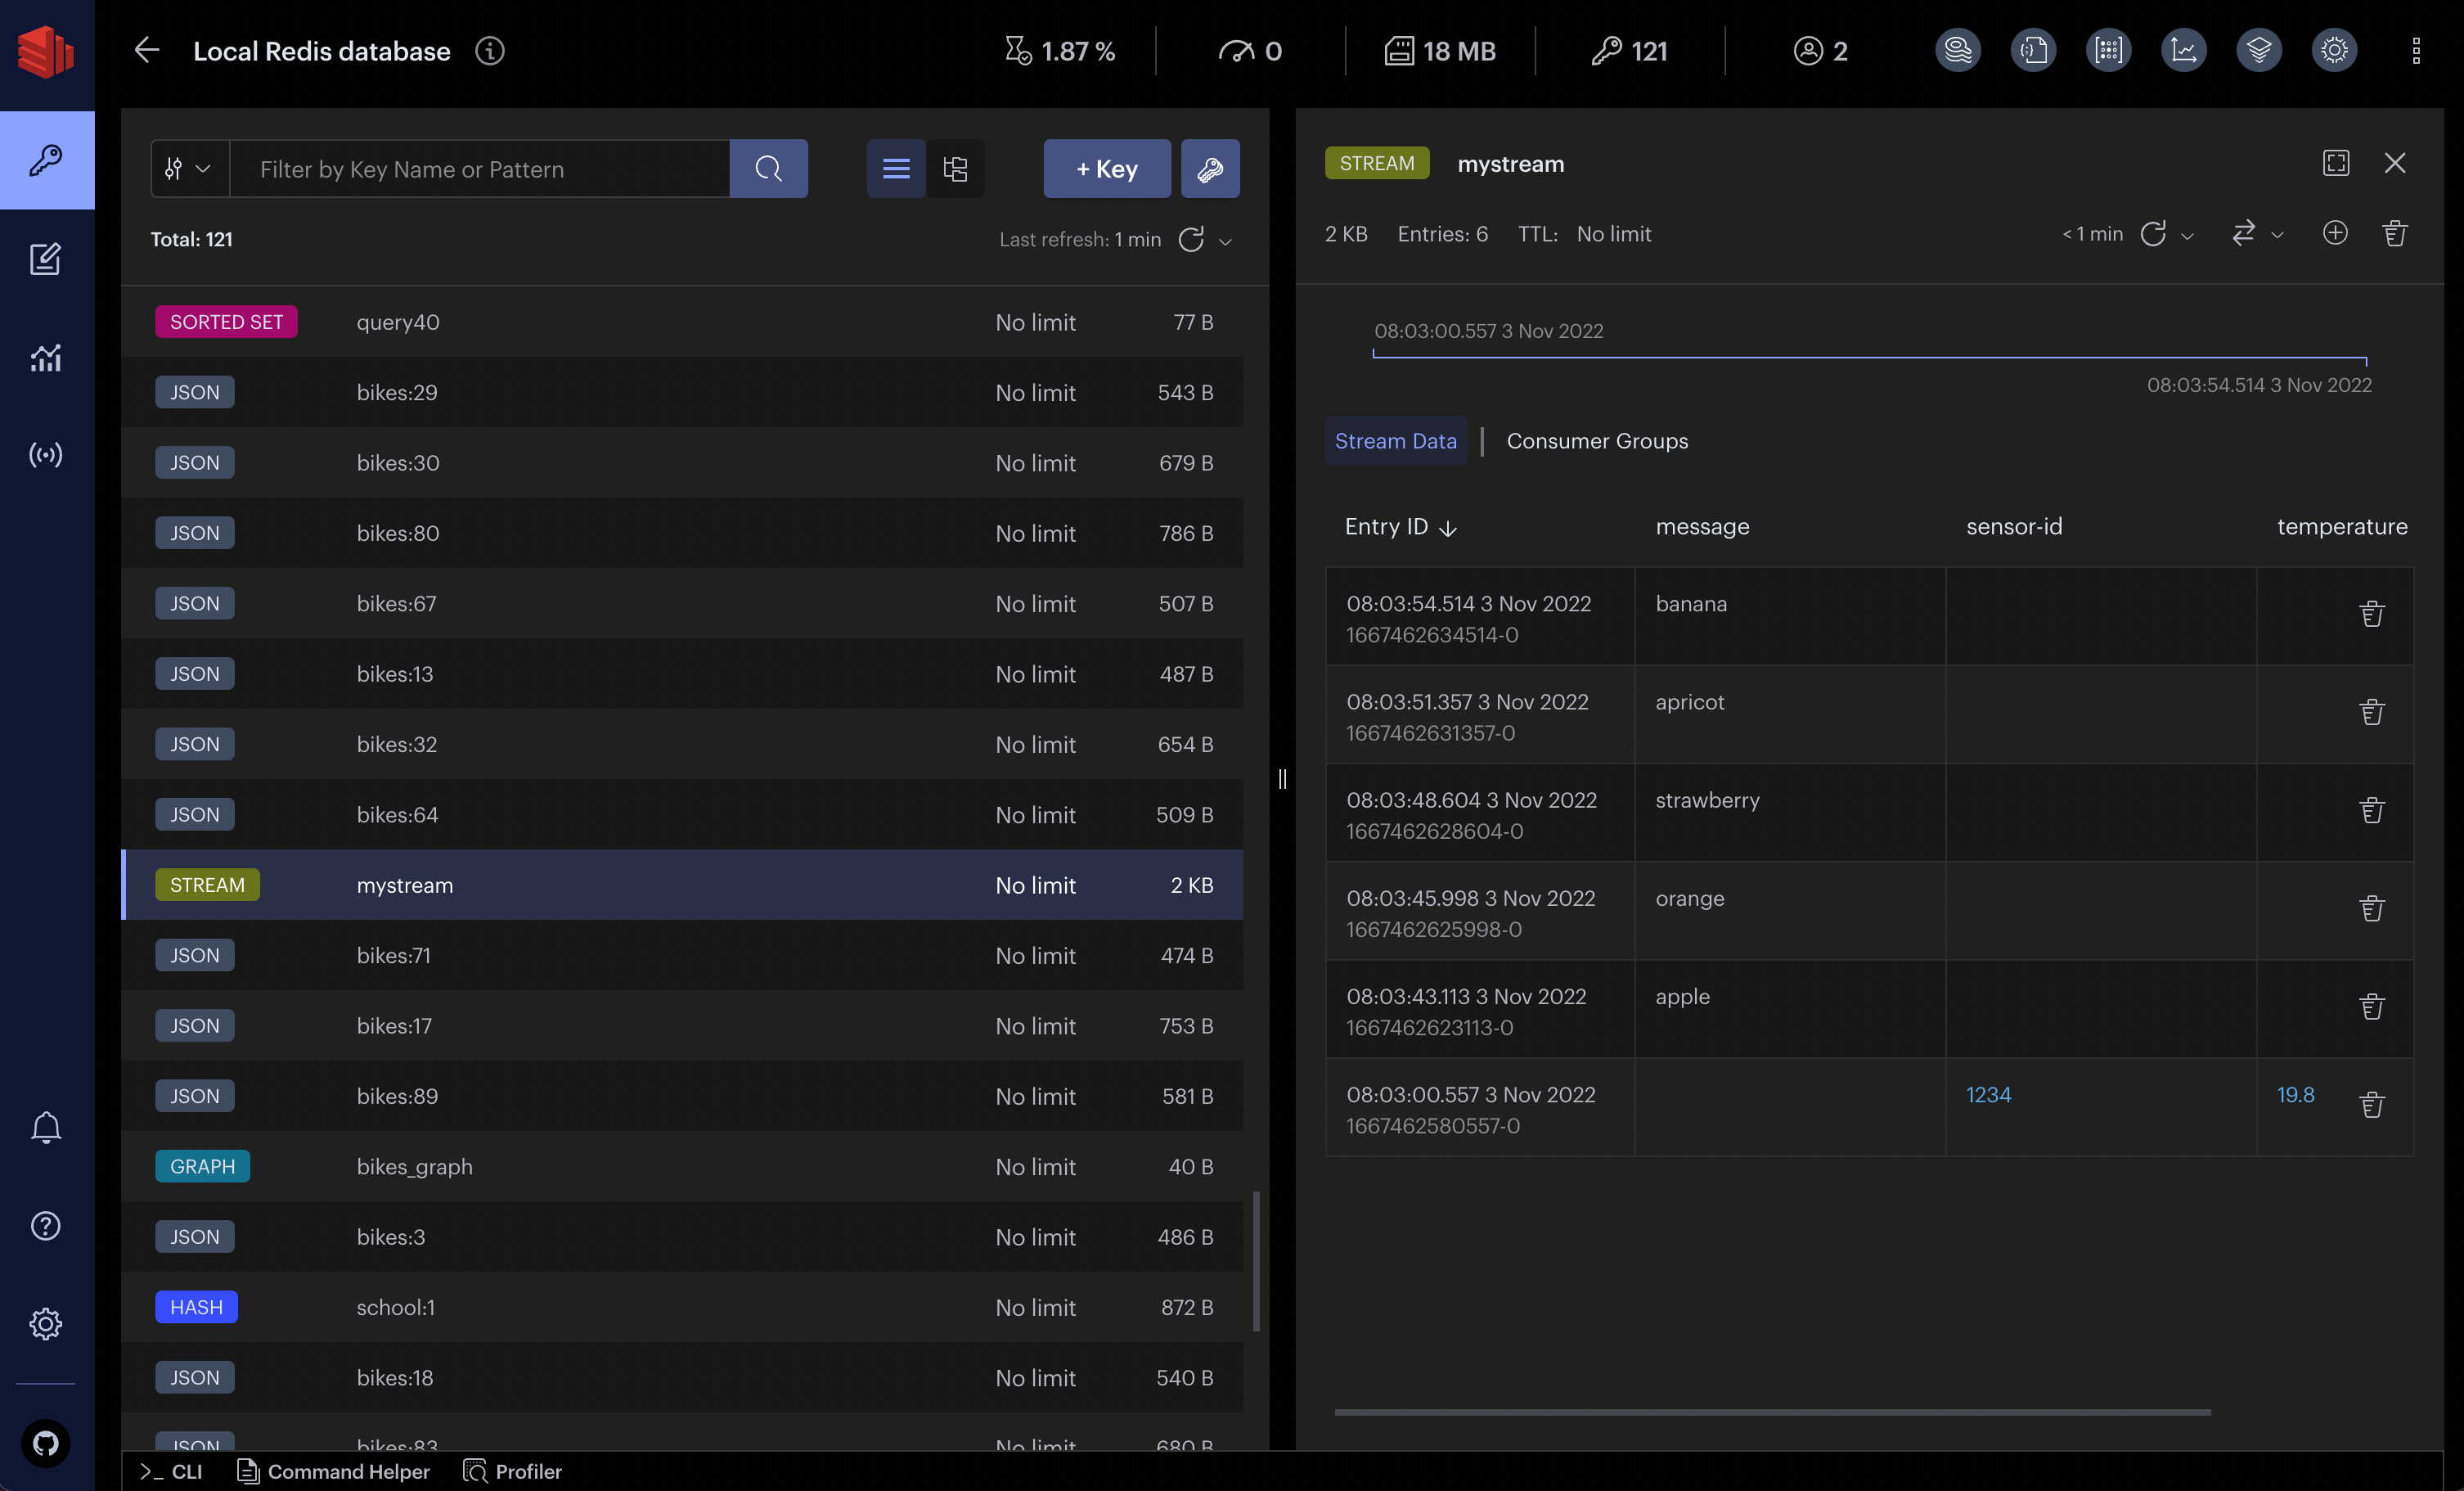 Local Redis database
1.87 %
0
18 MB
121
2
Filter by Key Name or Pattern
+ Key
Total: 121
Last refresh: 1 min
SORTED SET query40 No limit 77 B
JSON bikes:29 No limit 543 B
JSON bikes:30 No limit 679 B
JSON bikes:80 No limit 786 B
JSON bikes:67 No limit 507 B
JSON bikes:13 No limit 487 B
JSON bikes:32 No limit 654 B
JSON bikes:64 No limit 509 B
STREAM mystream No limit 2 KB
JSON bikes:71 No limit 474 B
JSON bikes:17 No limit 753 B
JSON bikes:89 No limit 581 B
GRAPH bikes_graph No limit 40 B
JSON bikes:3 No limit 486 B
HASH school:1 No limit 872 B
JSON bikes:18 No limit 540 B
JSON bikes:83 No limit 680 B
STREAM mystream
2 KB Entries: 6 TTL: No limit
< 1 min
08:03:00.557 3 Nov 2022
08:03:54.514 3 Nov 2022
Stream Data | Consumer Groups
Entry ID message sensor-id temperature
08:03:54.514 3 Nov 2022 banana
1667462634514-0
08:03:51.357 3 Nov 2022 apricot
1667462631357-0
08:03:48.604 3 Nov 2022 strawberry
1667462628604-0
08:03:45.998 3 Nov 2022 orange
1667462625998-0
08:03:43.113 3 Nov 2022 apple
1667462623113-0
08:03:00.557 3 Nov 2022 1234 19.8
1667462580557-0
>_ CLI
Command Helper
Profiler